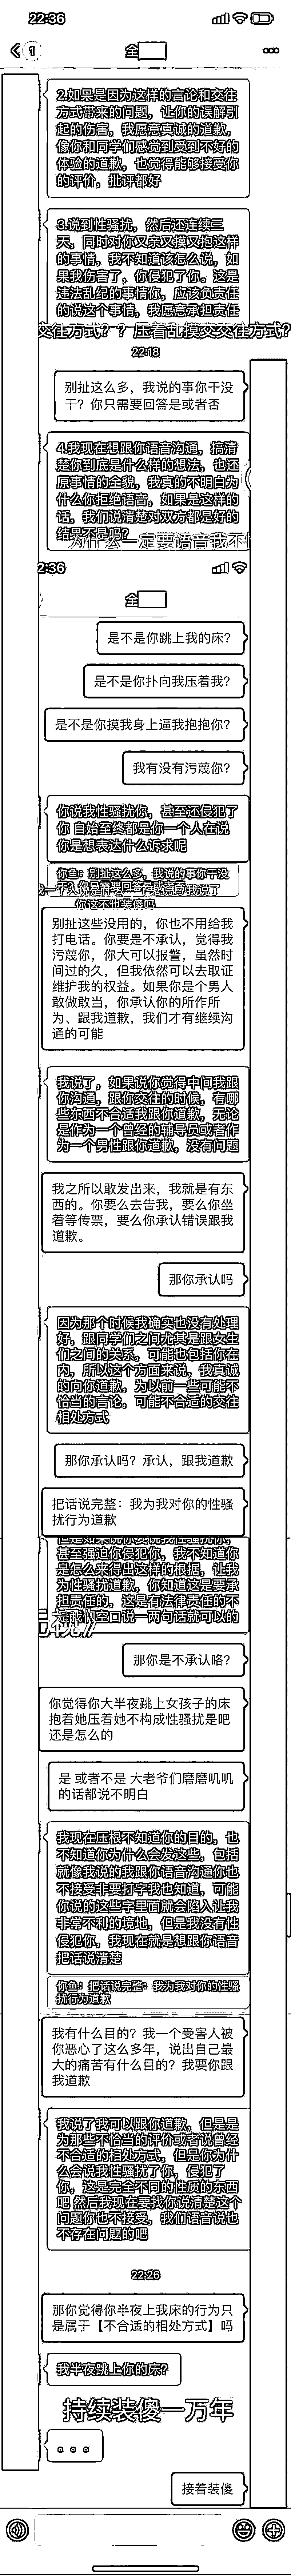 22:36
1
全
2.如果是因为这样的言论和交往
方式带来的问题，让你的误解引
起的伤害，我愿意真诚的道歉，
像你和同学们感觉到受到不好的
体验的道歉，也觉得能够接受你
的评价，批评都好
3.说到性骚扰，然后还连续三
天，同时对你又亲又摸又抱这样
的事情，我不知道该怎么说，如
果我伤害了，你侵犯了你。这是
违法乱纪的事情你，应该负责任
的说这个事情，我愿意承担责任
交往方式？？压着乱摸交叉往方式？
22:18
别扯这么多，我说的事你干没
干？你只需要回答是或者否
4.我现在想跟你语音沟通，搞清
楚你到底是什么样的想法，也还
原事情的全貌，我真的不明白为
什么你拒绝语音，如果是这样的
话，我们说清楚对双方都是好的
结果不是吗？
为什么一定要语音我不
2:36
全
是不是你跳上我的床？
是不是你扑向我压着我？
是不是你摸我身上逼我抱抱你？
我有没有污蔑你？
你说我性骚扰你，甚至还侵犯了
你 自始至终都是你一个人在说
你是想表达什么诉求呢
你鱼：别扯这么多，我说的事你干没
别扯这些没用的，你也不用给我
打电话。你要是不承认，觉得我
污蔑你，你大可以报警，虽然时
间过的久，但我依然可以去取证
维护我的权益。如果你是个男人
敢做敢当，你承认你的所作所
为、跟我道歉，我们才有继续沟
通的可能
我说了，如果说你觉得中间我跟
你沟通，跟你交往的时候，有哪
些东西不合适我跟你道歉，无论
是作为一个曾经的辅导员或者作
为一个男性跟你道歉，没有问题
我之所以敢发出来，我就是有东
西的。你要么去告我，要么你坐
着等传票，要么你承认错误跟我
道歉。
那你承认吗
因为那个时候我确实也没有处理
好，跟同学们之间尤其是跟女生
们之间的关系，可能也包括你在
内，所以这个方面来说，我真诚
的向你道歉，为以前一些可能不
恰当的言论，可能不合适的交往
相处方式
那你承认吗？承认，跟我道歉
把话说完整：我为我对你的性骚
扰行为道歉
但是如果说你要说我性骚扰你，
甚至强迫你侵犯你，我不知道你
是怎么来得出这样的根据，让我
为性骚扰道歉，你知道这是要承
担责任的，这是有法律责任的不
是我们空口说一两句话就可以的
那你是不承认咯？
你觉得你大半夜跳上女孩子的床
抱着她压着她不构成性骚扰是吧
还是怎么的
是 或者不是 大老爷们磨磨叽叽
的话都说不明白
我现在压根不知道你的目的，也
不知道你为什么会发这些，包括
就像我说的我跟你语音沟通你也
不接受非要打字我也知道，可能
你说的这些字里面就会陷入让我
非常不利的境地，但是我没有性
侵犯你，我现在就是想跟你语音
把话说清楚
你鱼：把话说完整：我为我对你的性骚
扰行为道歉
我有什么目的？我一个受害人被
你恶心了这么多年，说出自己最
大的痛苦有什么目的？我要你跟
我道歉
我说了我可以跟你道歉，但是是
为那些不恰当的评价或者说曾经
不合适的相处方式，但是你为什
么会说我性骚扰了你，侵犯了
你，这是完全不同的性质的东西
吧 然后我现在要找你说清楚这个
问题你也不接受，我们语音说也
不存在问题的吧
22:26
那你觉得你半夜上我床的行为只
是属于【不合适的相处方式】吗
我半夜跳上你的床？
持续装傻一万年
。。。
接着装傻